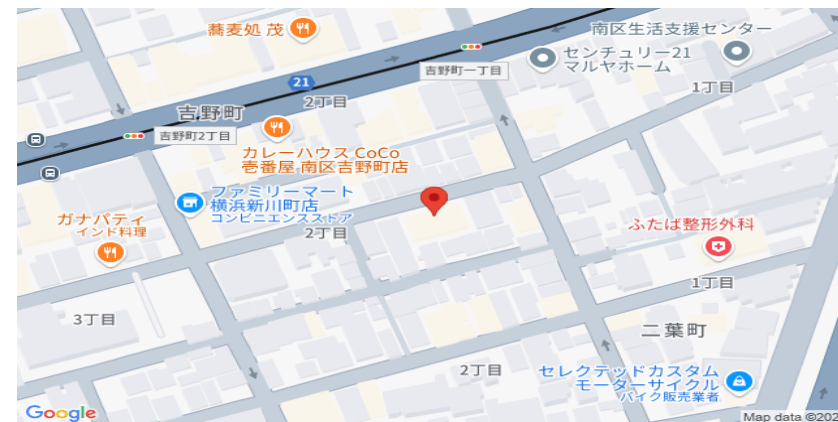 蕎麦処 茂
南区生活支援センター
センチュリー21
マルヤホーム
吉野町一丁目
1丁目
21
2丁目
吉野町
吉野町2丁目
カレーハウス CoCo
壱番屋 南区吉野町店
ファミリーマート
横浜新川町店
コンビニエンスストア
2丁目
ガナパティ
インド料理
ふたば整形外科
1丁目
3丁目
二葉町
2丁目
セレクテッドカスタム
モーターサイクル
バイク販売業者
Google
Map data ©202